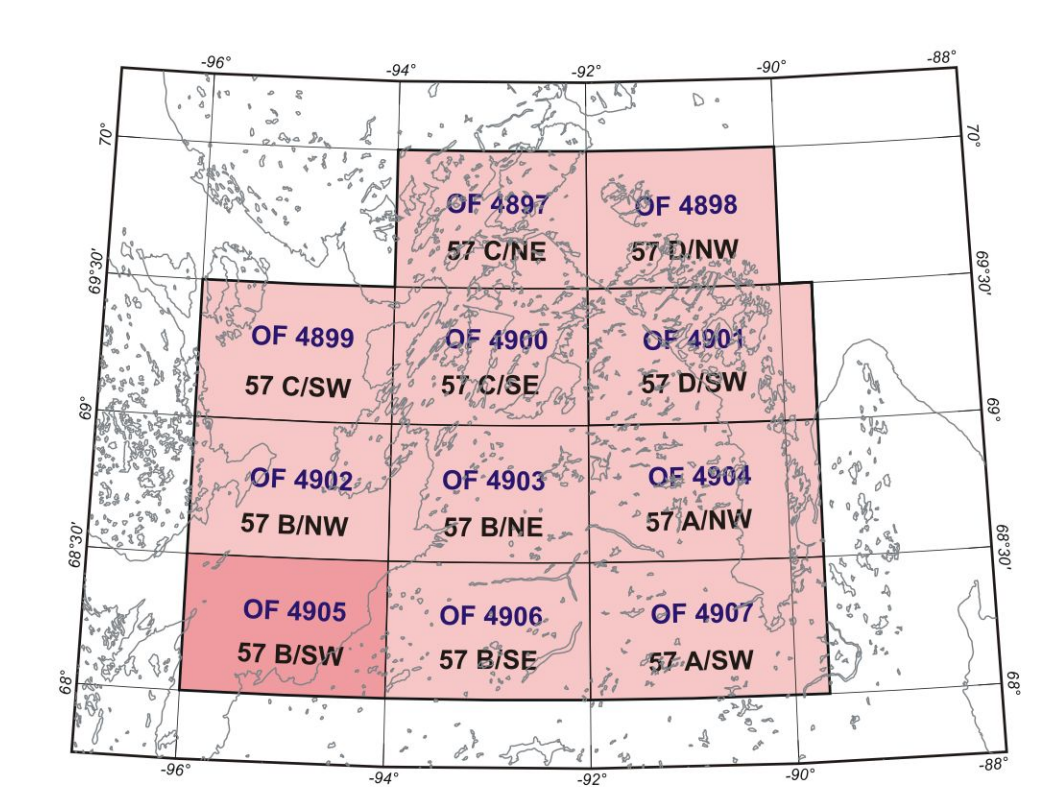 -96°
-94°
-92°
-90°
-88°
70°
70°
OF 4897
57 C/NE
OF 4898
57 D/NW
69°30'
69°30'
OF 4899
57 C/SW
OF 4900
57 C/SE
OF 4901
57 D/SW
69°
69°
OF 4902
57 B/NW
OF 4903
57 B/NE
OF 4904
57 A/NW
68°30'
68°30'
OF 4905
57 B/SW
OF 4906
57 B/SE
OF 4907
57 A/SW
68°
68°
-96°
-94°
-92°
-90°
-88°